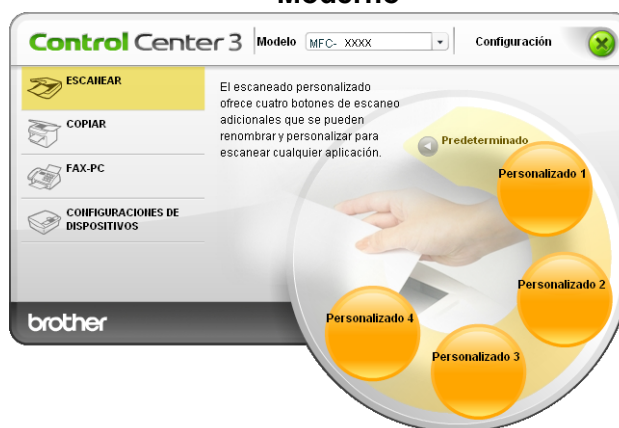 Moderno
Control Center 3
Modelo
MFC- XXXX
Configuración
ESCANEAR
COPIAR
FAX-PC
CONFIGURACIONES DE
DISPOSITIVOS
El escaneado personalizado
ofrece cuatro botones de escaneo
adicionales que se pueden
renombrar y personalizar para
escanear cualquier aplicación.
Predeterminado
Personalizado 1
Personalizado 2
Personalizado 3
Personalizado 4
brother